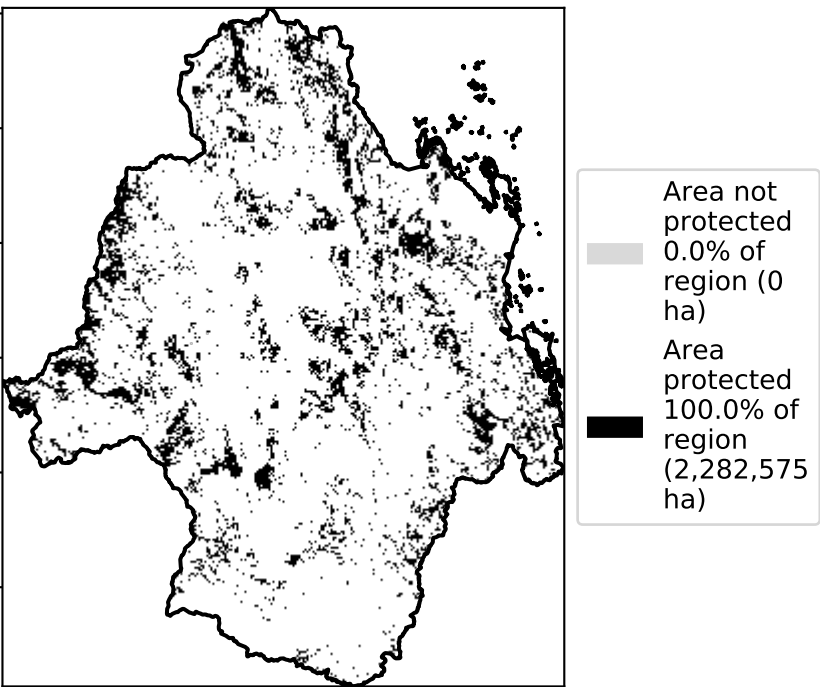 Area not
protected
0.0% of
region (0
ha)
Area
protected
100.0% of
region
(2,282,575
ha)